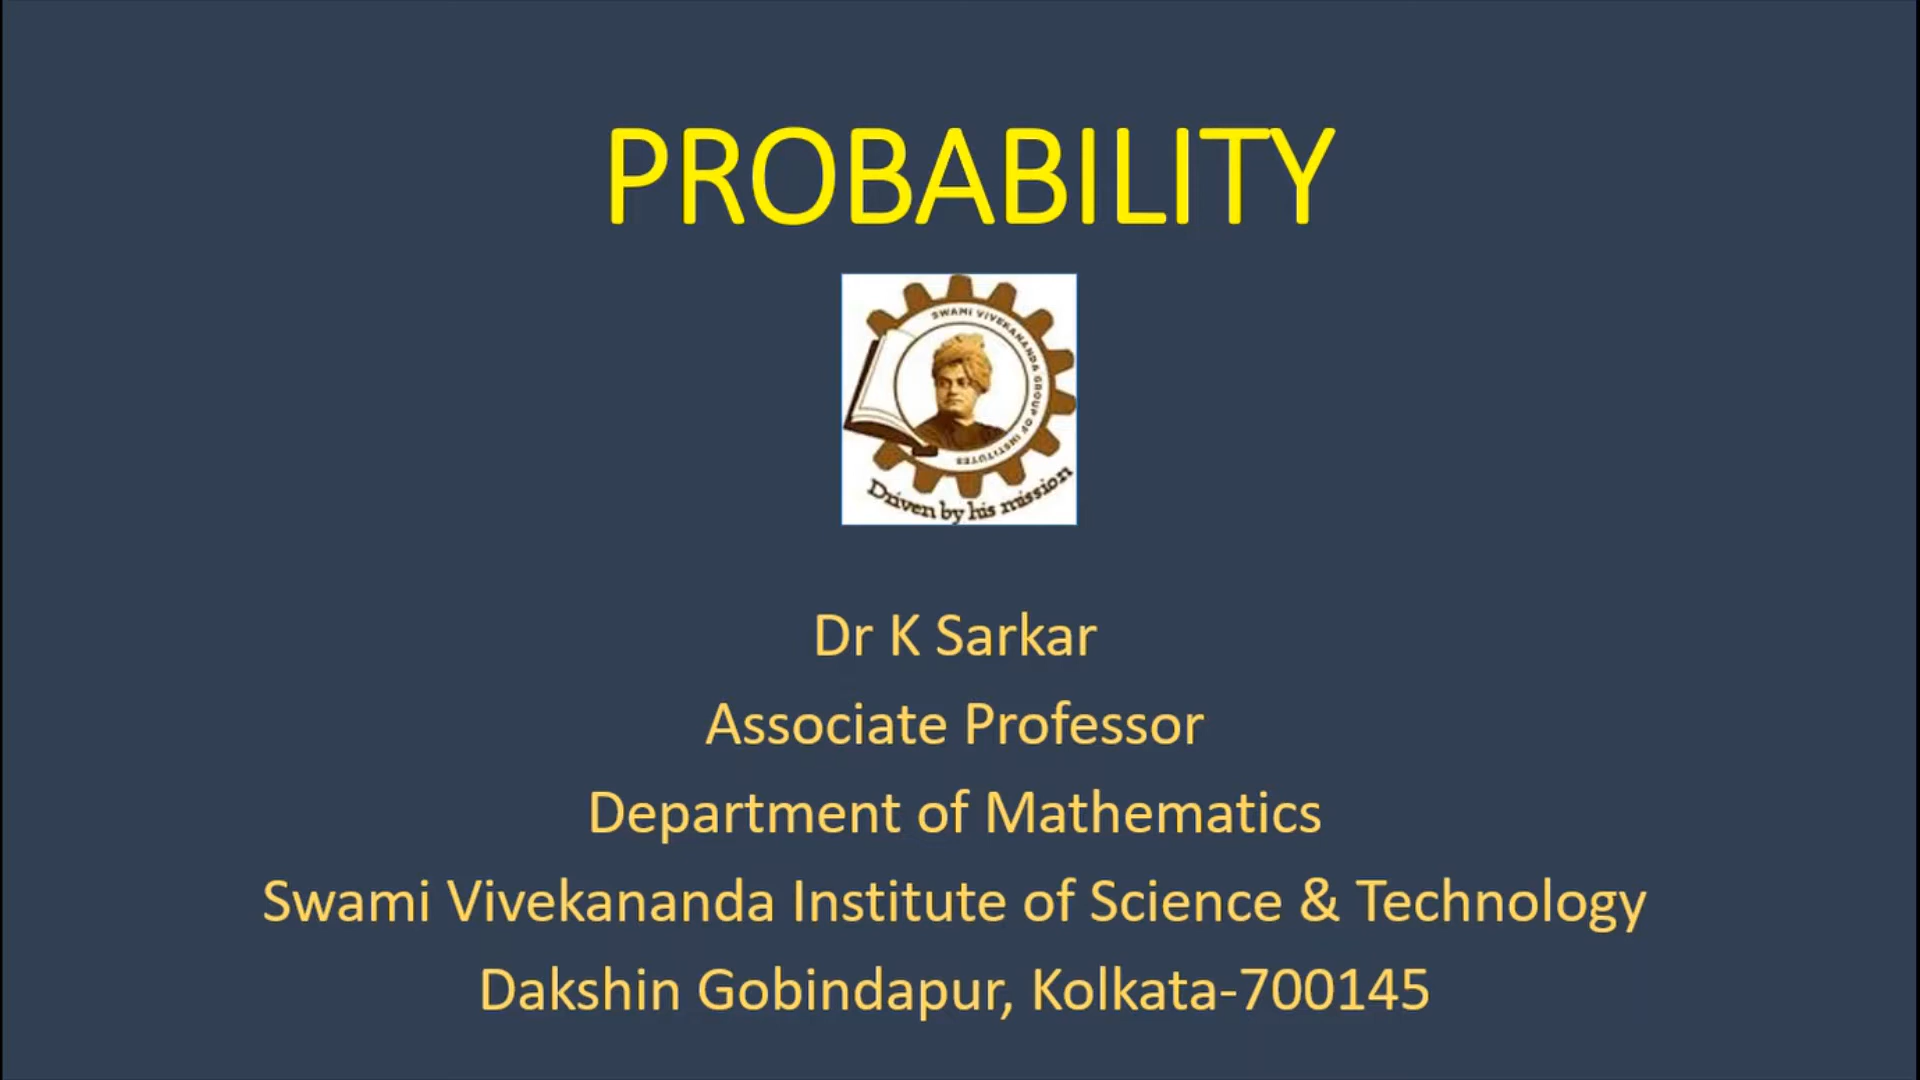 PROBABILITY
SWAMI VIVEKANANDA GROUP OF INSTITUTES
Driven by his mission
Dr K Sarkar
Associate Professor
Department of Mathematics
Swami Vivekananda Institute of Science & Technology
Dakshin Gobindapur, Kolkata-700145